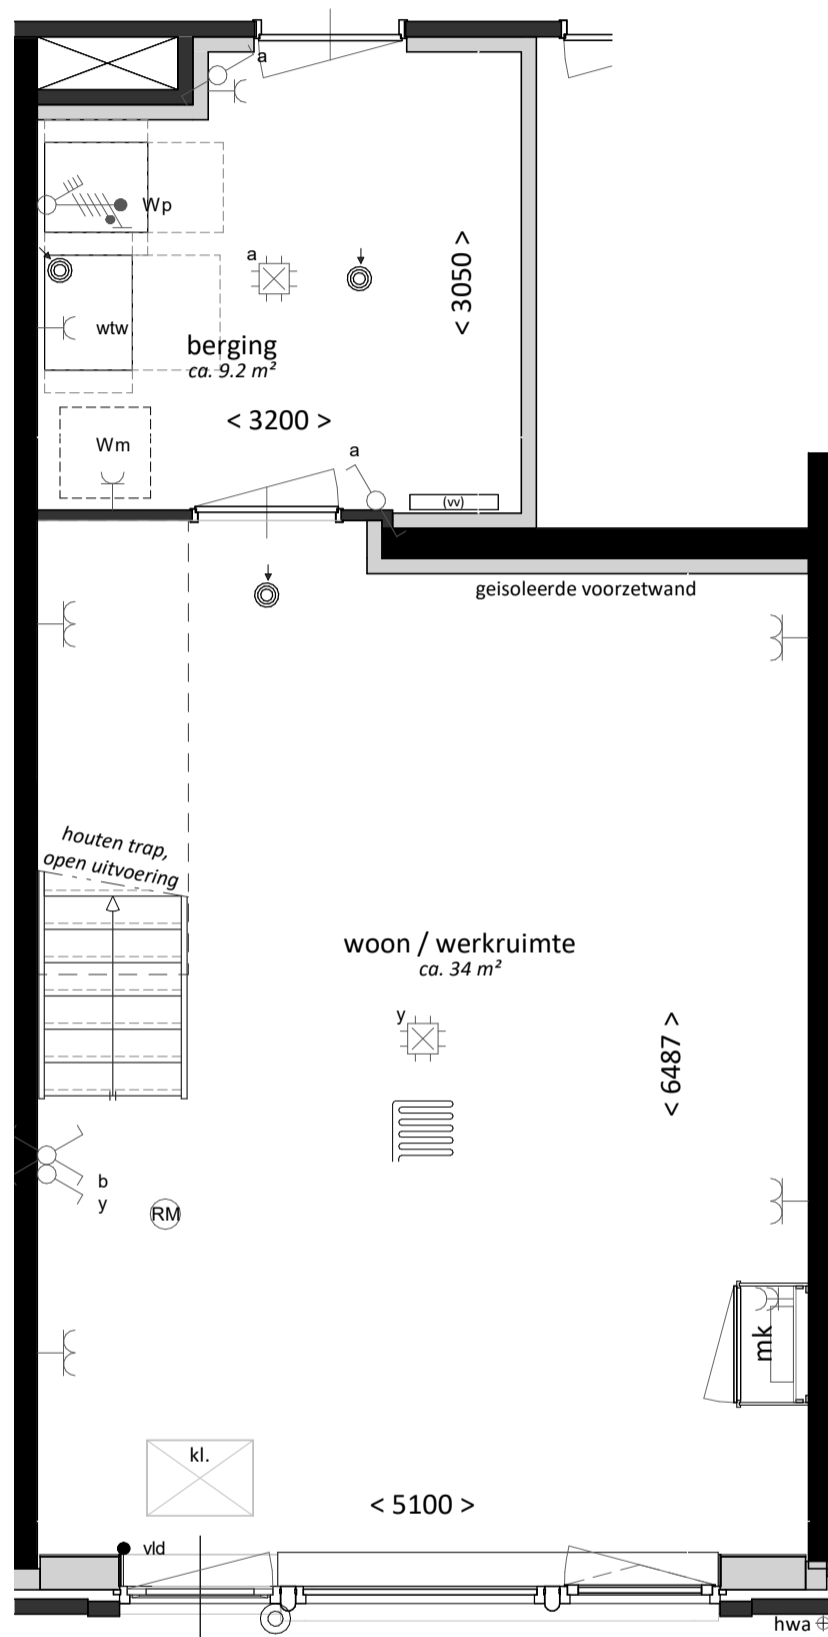 a
Wp
a
< 3050 >
wtw
berging
ca. 9.2 m²
< 3200 >
Wm
a
(vv)
geisoleerde voorzetwand
houten trap,
open uitvoering
woon / werkruimte
ca. 34 m²
y
< 6487 >
b
y
RM
mk
kl.
< 5100 >
vld
hwa